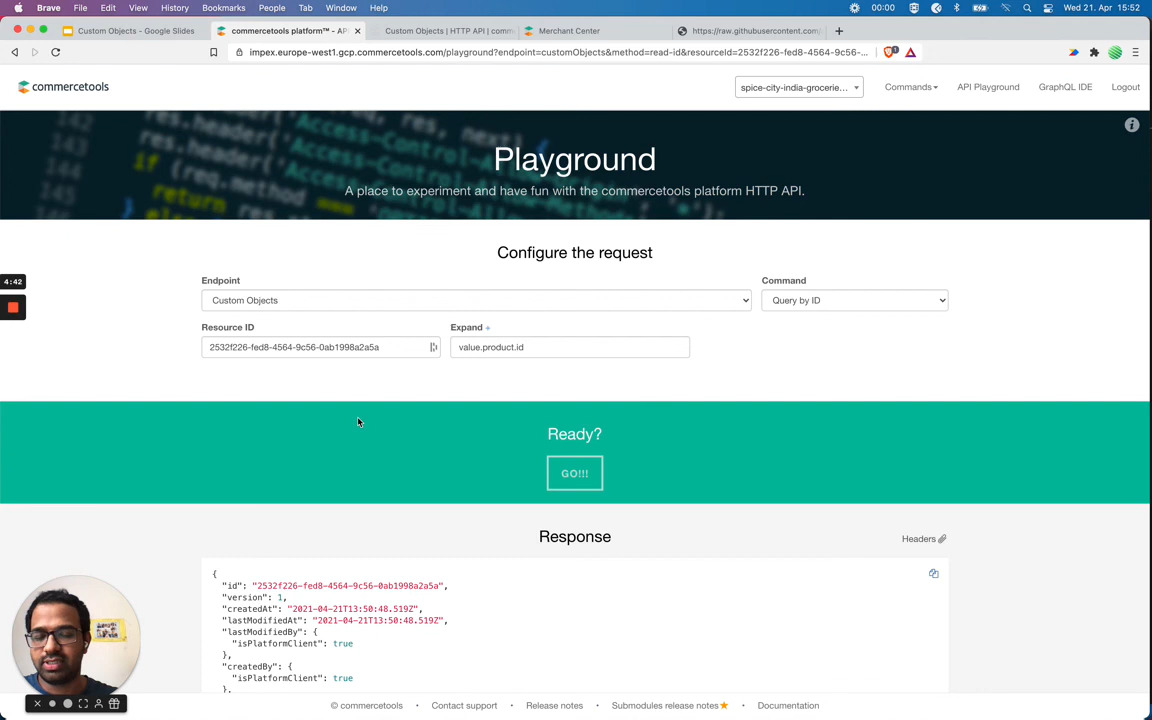 Brave File Edit View History Bookmarks People Tab Window Help 00:00 Wed 21. Apr 15:52
Custom Objects - Google Slides commercetools platform™ - AP Custom Objects | HTTP API | comm Merchant Center https://raw.githubusercontent.com/
impex.europe-west1.gcp.commercetools.com/playground?endpoint=customObjects&method=read-id&resourceId=2532f226-fed8-4564-9c56-... 1
commercetools spice-city-india-grocerie... Commands API Playground GraphQL IDE Logout
Playground
A place to experiment and have fun with the commercetools platform HTTP API.
Configure the request
4:42
Endpoint Command
Custom Objects Query by ID
Resource ID Expand +
2532f226-fed8-4564-9c56-0ab1998a2a5a value.product.id
Ready?
GO!!!
Response
Headers
{
"id": "2532f226-fed8-4564-9c56-0ab1998a2a5a",
"version": 1,
"createdAt": "2021-04-21T13:50:48.519Z",
"lastModifiedAt": "2021-04-21T13:50:48.519Z",
"lastModifiedBy": {
"isPlatformClient": true
},
"createdBy": {
"isPlatformClient": true
},
© commercetools • Contact support • Release notes • Submodules release notes • Documentation